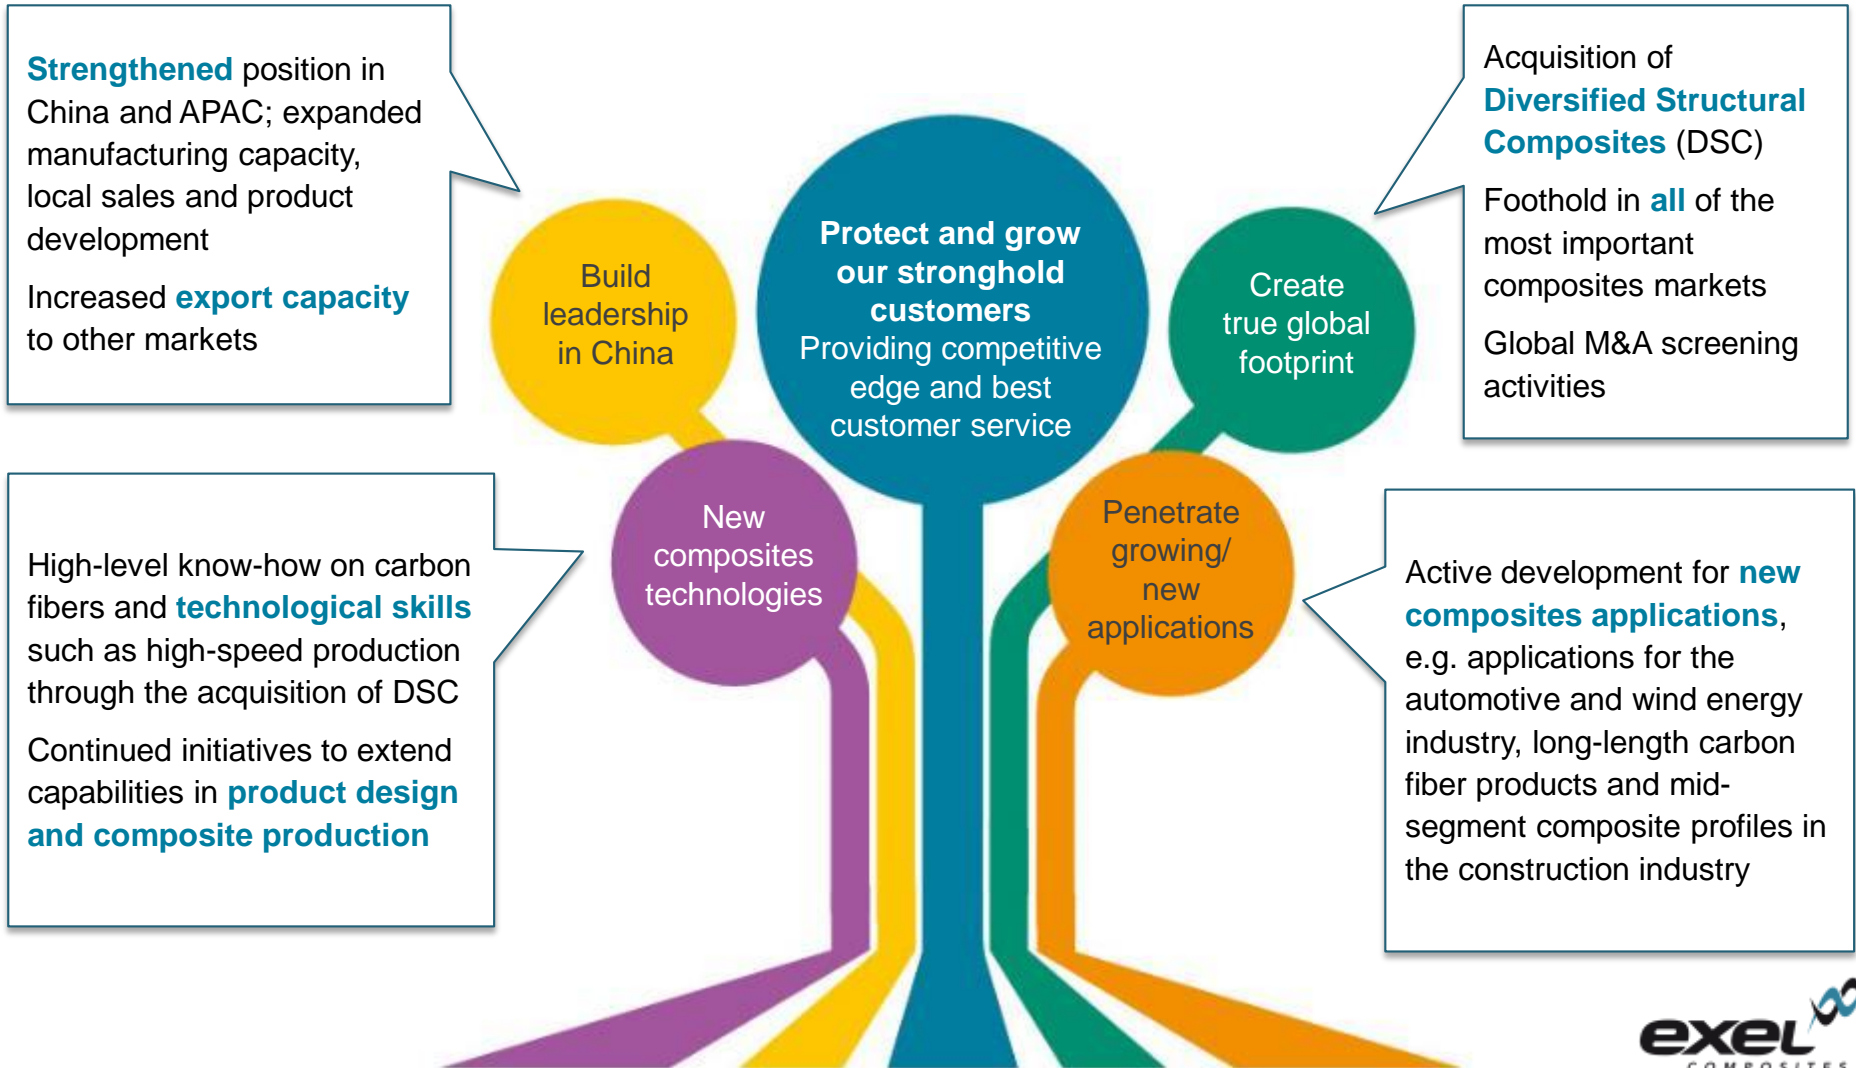 Strengthened position in
China and APAC; expanded
manufacturing capacity,
local sales and product
development
Increased export capacity
to other markets
Build
leadership
in China
Protect and grow
our stronghold
customers
Providing competitive
edge and best
customer service
Create
true global
footprint
Acquisition of
Diversified Structural
Composites (DSC)
Foothold in all of the
most important
composites markets
Global M&A screening
activities
High-level know-how on carbon
fibers and technological skills
such as high-speed production
through the acquisition of DSC
Continued initiatives to extend
capabilities in product design
and composite production
New
composites
technologies
Penetrate
growing/
new
applications
Active development for new
composites applications,
e.g. applications for the
automotive and wind energy
industry, long-length carbon
fiber products and mid-
segment composite profiles in
the construction industry
exel
COMPOSITES